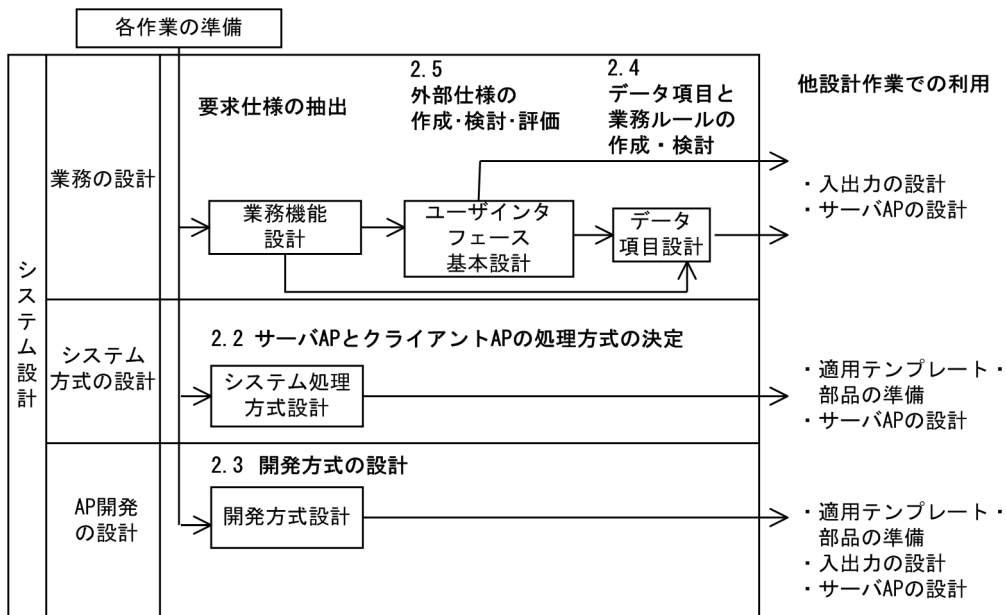 各作業の準備
システム設計
業務の設計
要求仕様の抽出
2.5
外部仕様の
作成・検討・評価
2.4
データ項目と
業務ルールの
作成・検討
他設計作業での利用
業務機能
設計
ユーザインタ
フェース
基本設計
データ
項目設計
・入出力の設計
・サーバAPの設計
システム
方式の設計
2.2 サーバAPとクライアントAPの処理方式の決定
システム処理
方式設計
・適用テンプレート・
部品の準備
・サーバAPの設計
AP開発
の設計
2.3 開発方式の設計
開発方式設計
・適用テンプレート・
部品の準備
・入出力の設計
・サーバAPの設計